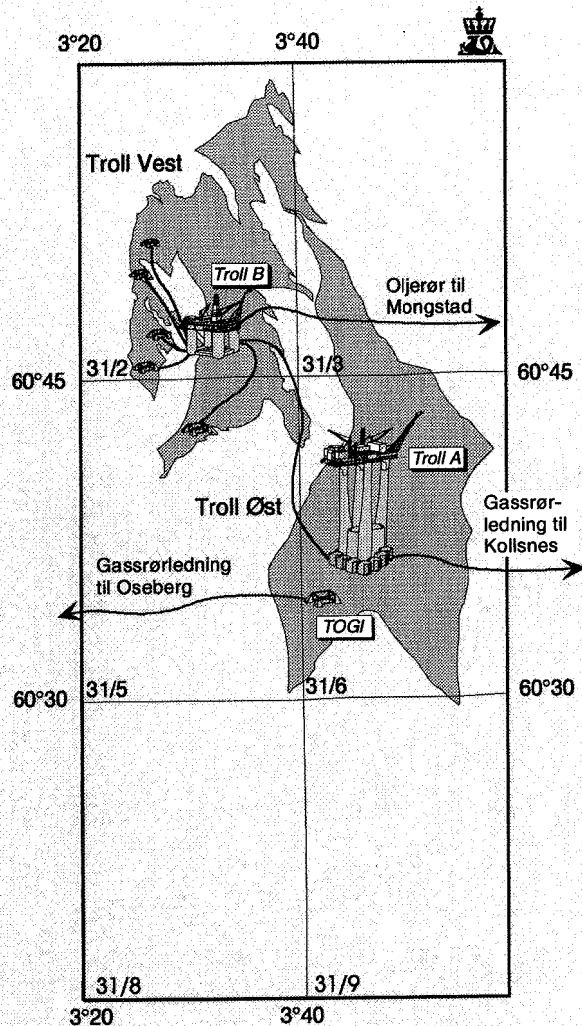 3°20
3°40
Troll Vest
Troll B
Oljerør til
Mongstad
60°45
31/2
31/3
60°45
Troll A
Troll Øst
Gassrør-
ledning til
Kollsnes
Gassrørledning
til Oseberg
TOGI
60°30
31/5
31/6
60°30
31/8
31/9
3°20
3°40